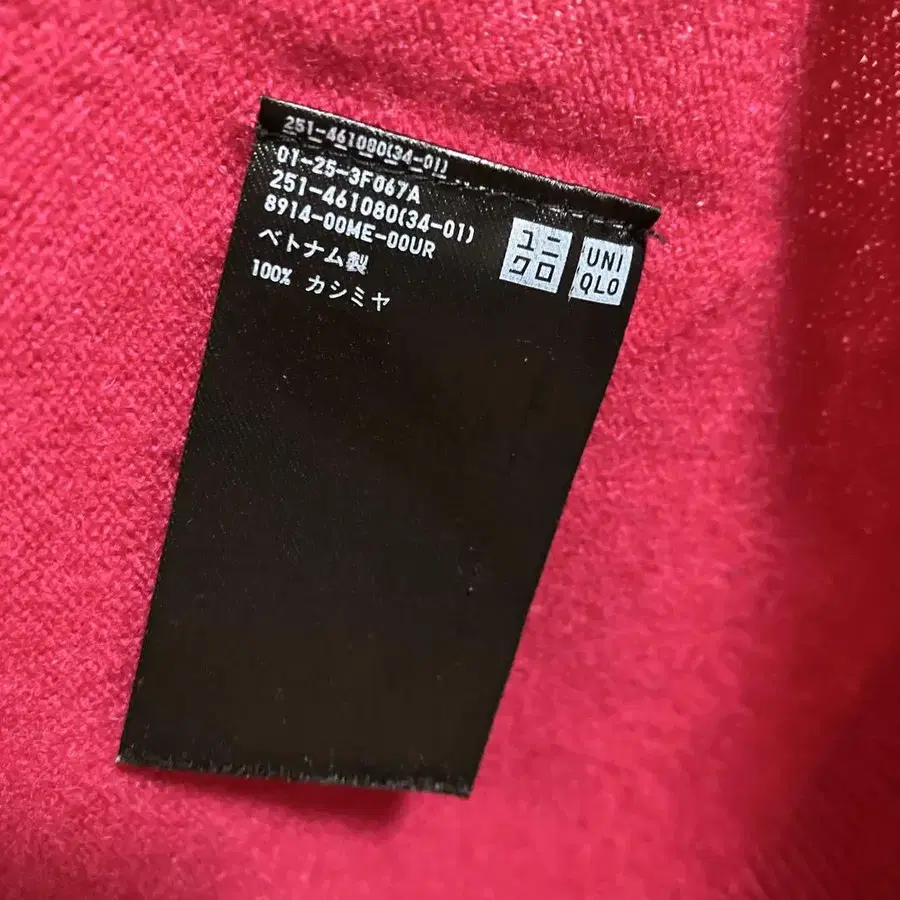 251-461080(34-01)
01-25-3F067A
251-461080(34-01)
8914-00ME-00UR
ベトナム製
100% カシミヤ
ユニ
クロ
UNI
QLO